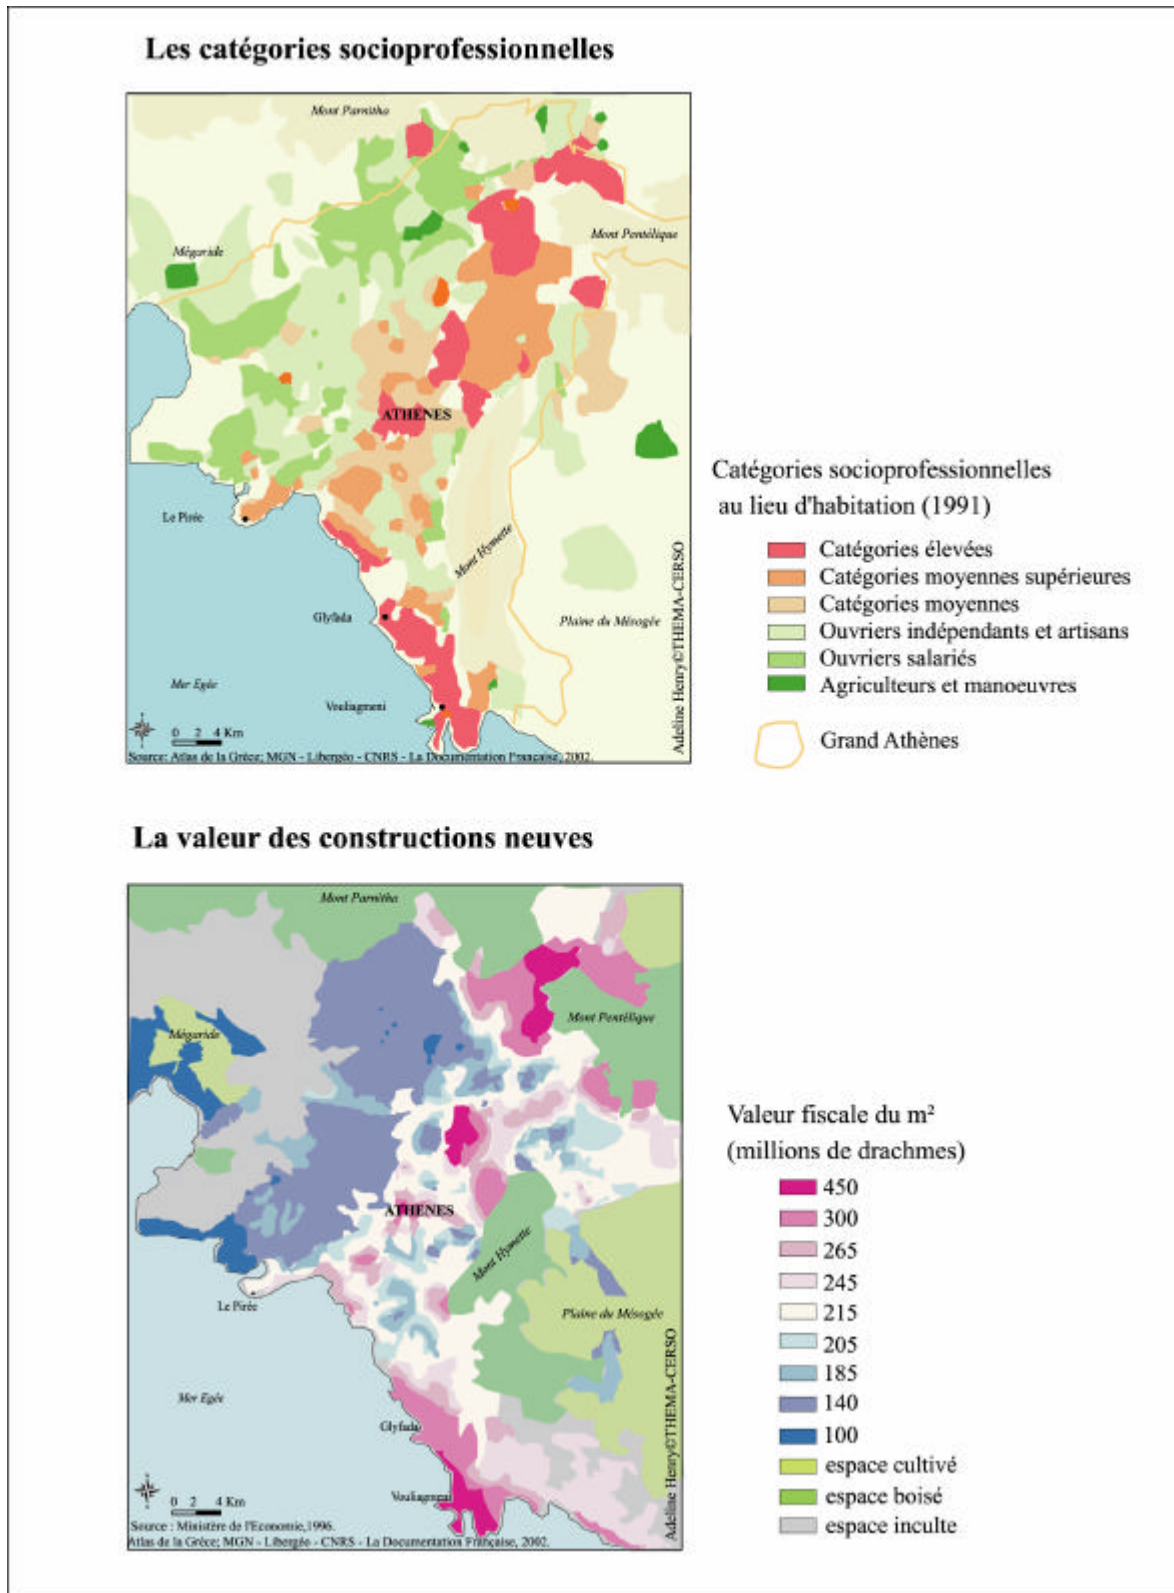 Les catégories socioprofessionnelles
Mont Parnitha
Mont Pentélique
Mégaride
ATHENES
Le Pirée
Mont Hymette
Glyfada
Plaine du Mésogée
Mer Egée
Vouliagmeni
0 2 4 Km
Source: Atlas de la Grèce; MGN - Libergéo - CNRS - La Documentation Française, 2002.
Adeline Henry©THEMA-CERSO
Catégories socioprofessionnelles
au lieu d'habitation (1991)
Catégories élevées
Catégories moyennes supérieures
Catégories moyennes
Ouvriers indépendants et artisans
Ouvriers salariés
Agriculteurs et manoeuvres
Grand Athènes
La valeur des constructions neuves
Mont Parnitha
Mont Pentélique
Mégaride
ATHENES
Mont Hymette
Le Pirée
Plaine du Mésogée
Mer Egée
Glyfada
Vouliagmeni
0 2 4 Km
Source : Ministère de l'Economie,1996.
Atlas de la Grèce; MGN - Libergéo - CNRS - La Documentation Française, 2002.
Adeline Henry©THEMA-CERSO
Valeur fiscale du m²
(millions de drachmes)
450
300
265
245
215
205
185
140
100
espace cultivé
espace boisé
espace inculte